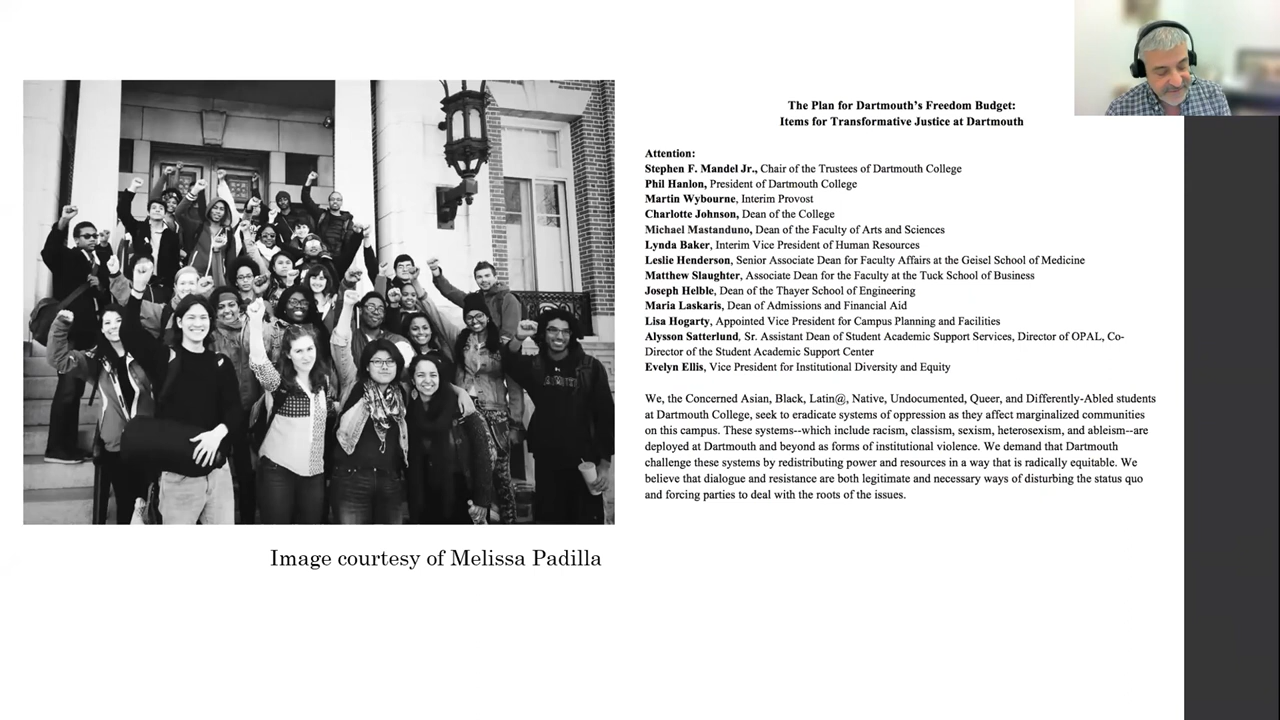 The Plan for Dartmouth's Freedom Budget:
Items for Transformative Justice at Dartmouth
Attention:
Stephen F. Mandel Jr., Chair of the Trustees of Dartmouth College
Phil Hanlon, President of Dartmouth College
Martin Wybourne, Interim Provost
Charlotte Johnson, Dean of the College
Michael Mastanduno, Dean of the Faculty of Arts and Sciences
Lynda Baker, Interim Vice President of Human Resources
Leslie Henderson, Senior Associate Dean for Faculty Affairs at the Geisel School of Medicine
Matthew Slaughter, Associate Dean for the Faculty at the Tuck School of Business
Joseph Helble, Dean of the Thayer School of Engineering
Maria Laskaris, Dean of Admissions and Financial Aid
Lisa Hogarty, Appointed Vice President for Campus Planning and Facilities
Alysson Satterlund, Sr. Assistant Dean of Student Academic Support Services, Director of OPAL, Co-
Director of the Student Academic Support Center
Evelyn Ellis, Vice President for Institutional Diversity and Equity
We, the Concerned Asian, Black, Latin@, Native, Undocumented, Queer, and Differently-Abled students
at Dartmouth College, seek to eradicate systems of oppression as they affect marginalized communities
on this campus. These systems--which include racism, classism, sexism, heterosexism, and ableism--are
deployed at Dartmouth and beyond as forms of institutional violence. We demand that Dartmouth
challenge these systems by redistributing power and resources in a way that is radically equitable. We
believe that dialogue and resistance are both legitimate and necessary ways of disturbing the status quo
and forcing parties to deal with the roots of the issues.
Image courtesy of Melissa Padilla